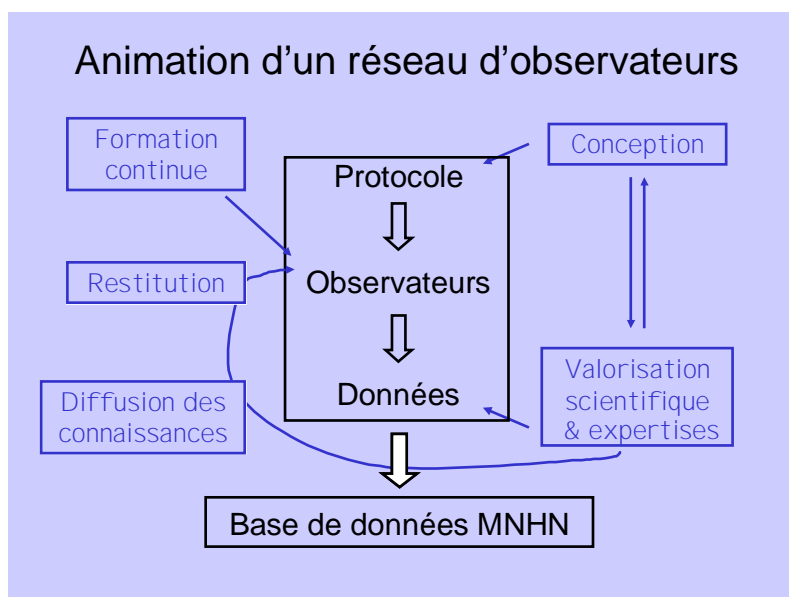 Animation d'un réseau d'observateurs
Formation
continue
Conception
Protocole
Restitution
Observateurs
Valorisation
scientifique
& expertises
Données
Diffusion des
connaissances
Base de données MNHN